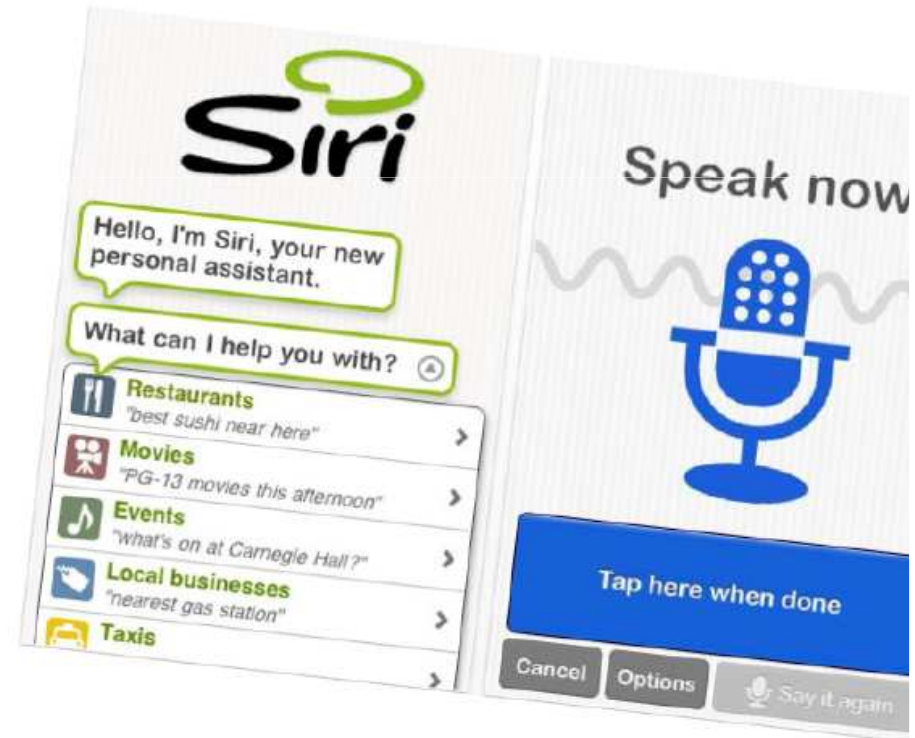 Siri
Hello, I'm Siri, your new
personal assistant.
What can I help you with?
Restaurants
"best sushi near here"
Movies
"PG-13 movies this afternoon"
Events
"what's on at Carnegie Hall?"
Local businesses
"nearest gas station"
Taxis
Speak now
Tap here when done
Cancel
Options
Say it again